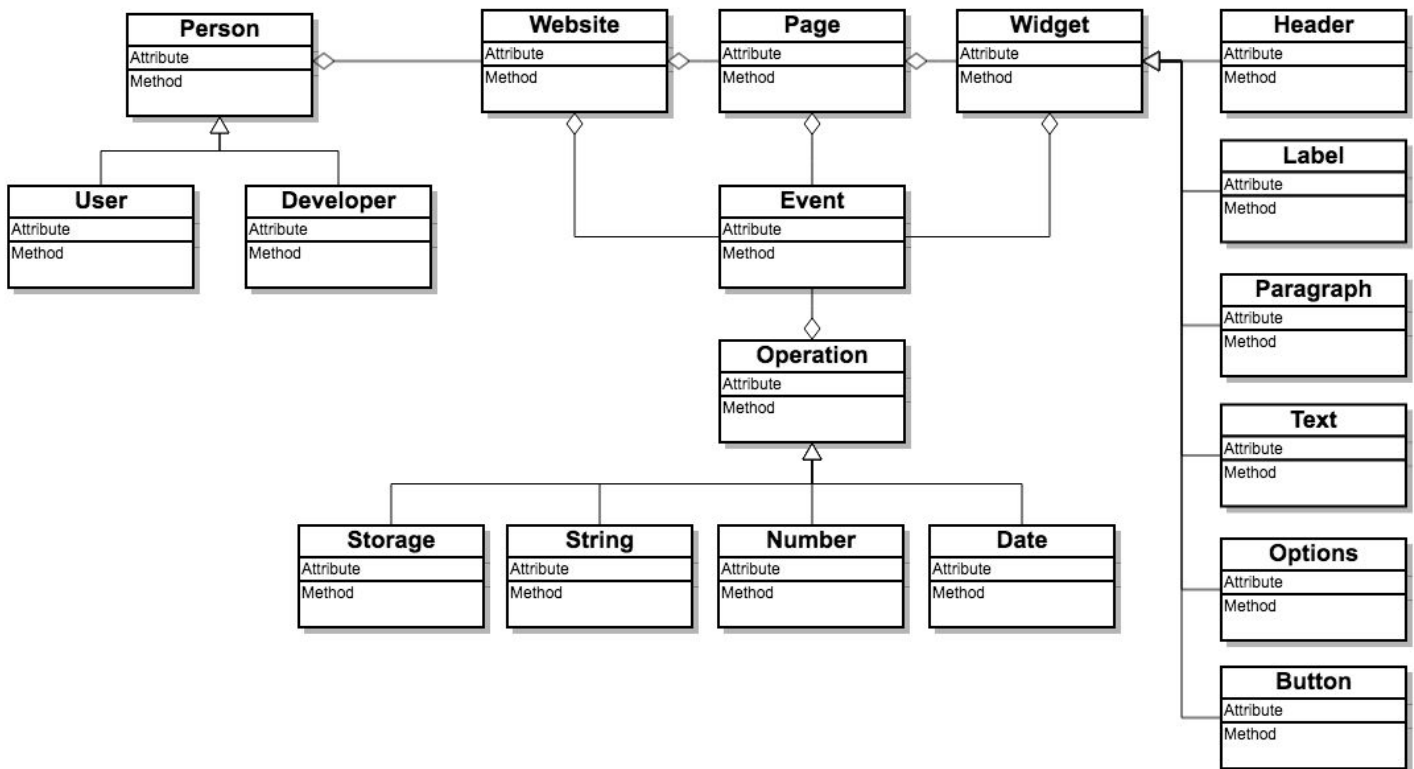 Person
Attribute
Method
Website
Attribute
Method
Page
Attribute
Method
Widget
Attribute
Method
Header
Attribute
Method
Label
Attribute
Method
User
Attribute
Method
Developer
Attribute
Method
Event
Attribute
Method
Paragraph
Attribute
Method
Operation
Attribute
Method
Text
Attribute
Method
Storage
Attribute
Method
String
Attribute
Method
Number
Attribute
Method
Date
Attribute
Method
Options
Attribute
Method
Button
Attribute
Method